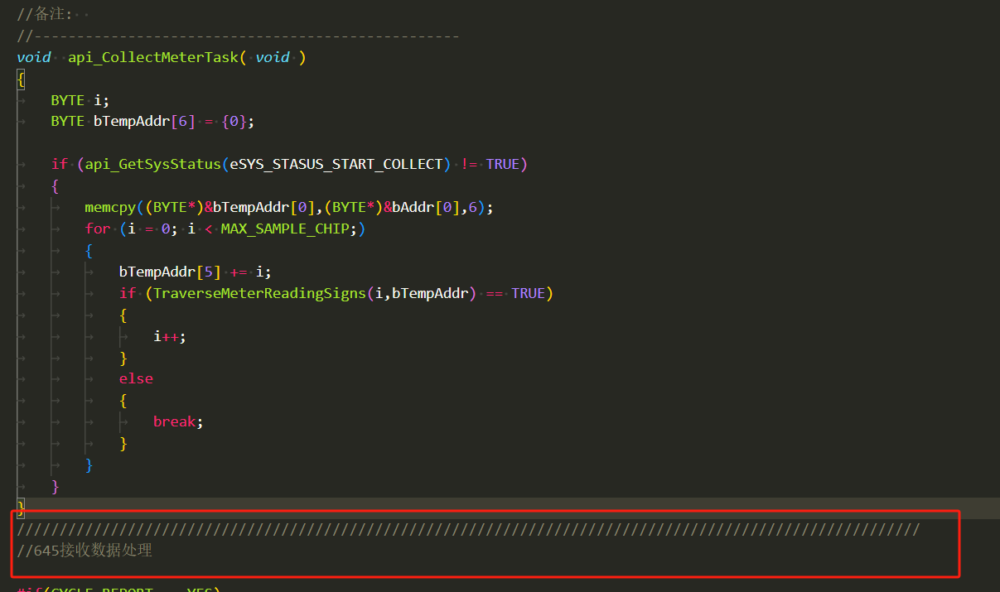 //备注:
//--------------------------------------------------
void api_CollectMeterTask( void )
{
BYTE i;
BYTE bTempAddr[6] = {0};
if (api_GetSysStatus(eSYS_STASUS_START_COLLECT) != TRUE)
{
memcpy((BYTE*)&bTempAddr[0],(BYTE*)&bAddr[0],6);
for (i = 0; i < MAX_SAMPLE_CHIP;)
{
bTempAddr[5] += i;
if (TraverseMeterReadingSigns(i,bTempAddr) == TRUE)
{
i++;
}
else
{
break;
}
}
}
}
//////////////////////////////////////////////////////////////////////////////////////////////////////////
//645接收数据处理
#if(CYCLE_REPORT == YES)